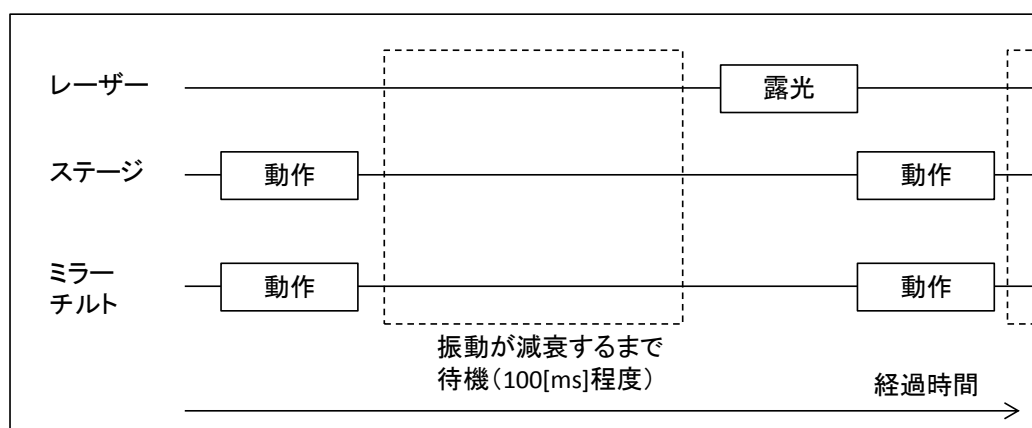 レーザー
露光
ステージ
動作
動作
ミラー
チルト
動作
動作
振動が減衰するまで
待機（100[ms]程度）
経過時間